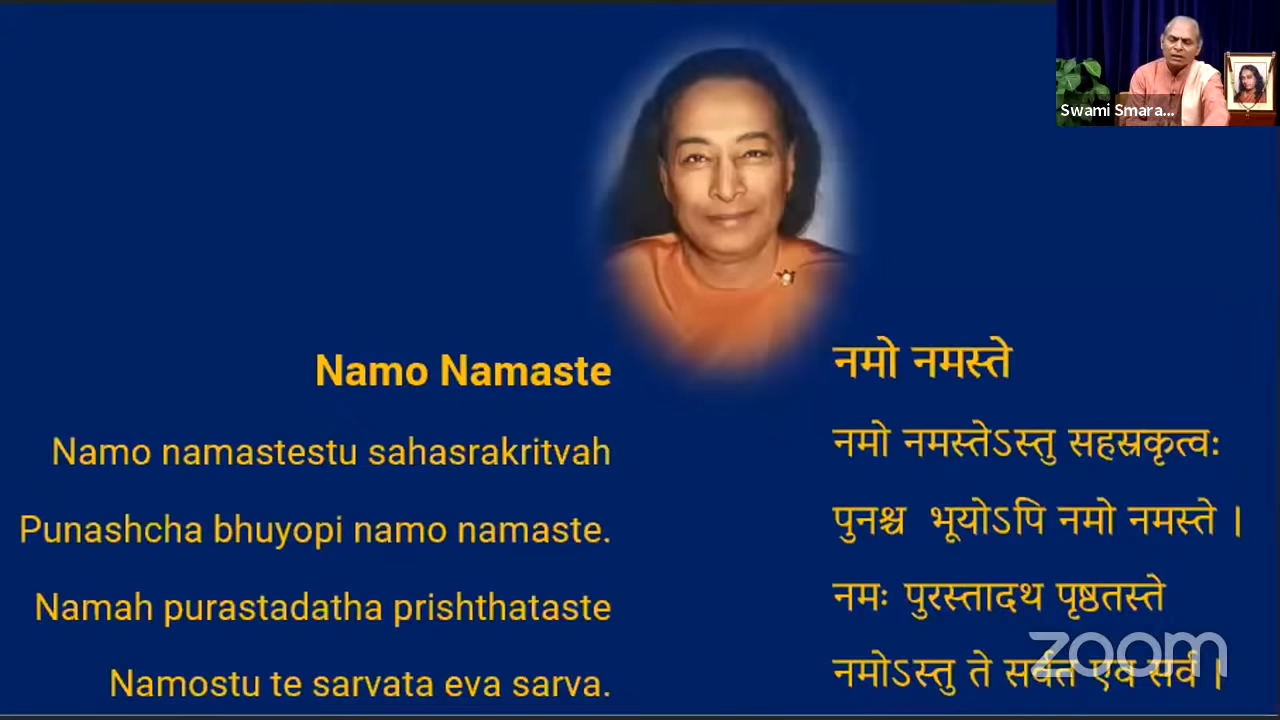 Swami Smara...
Namo Namaste
Namo namastestu sahasrakritvah
Punashcha bhuyopi namo namaste.
Namah purastadatha prishthataste
Namostu te sarvata eva sarva.
नमो नमस्ते
नमो नमस्तेऽस्तु सहस्रकृत्वः
पुनश्च भूयोऽपि नमो नमस्ते ।
नमः पुरस्तादथ पृष्ठतस्ते
नमोऽस्तु ते सर्वत एव सर्व ।
zoom